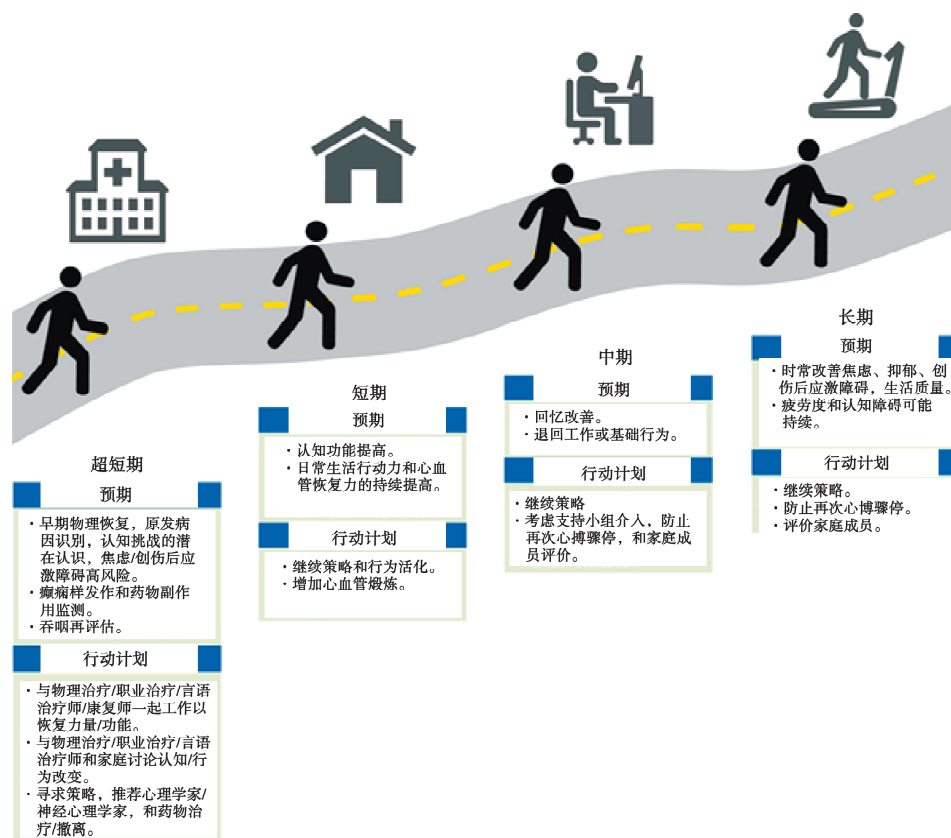 超短期
预期
· 早期物理恢复，原发病
因识别，认知挑战的潜
在认识，焦虑/创伤后应
激障碍高风险。
· 癫痫样发作和药物副作
用监测。
· 吞咽再评估。
行动计划
· 与物理治疗/职业治疗/言语
治疗师/康复师一起工作以
恢复力量/功能。
· 与物理治疗/职业治疗/言语
治疗师和家庭讨论认知/行
为改变。
· 寻求策略，推荐心理学家/
神经心理学家，和药物治
疗/撤离。
短期
预期
· 认知功能提高。
· 日常生活行动力和心血
管恢复力的持续提高。
行动计划
· 继续策略和行为活化。
· 增加心血管煅炼。
中期
预期
· 回忆改善。
· 退回工作或基础行为。
行动计划
· 继续策略
· 考虑支持小组介入，防止
再次心搏骤停，和家庭成
员评价。
长期
预期
· 时常改善焦虑、抑郁、创
伤后应激障碍，生活质量。
· 疲劳度和认知障碍可能
持续。
行动计划
· 继续策略。
· 防止再次心博骤停。
· 评价家庭成员。